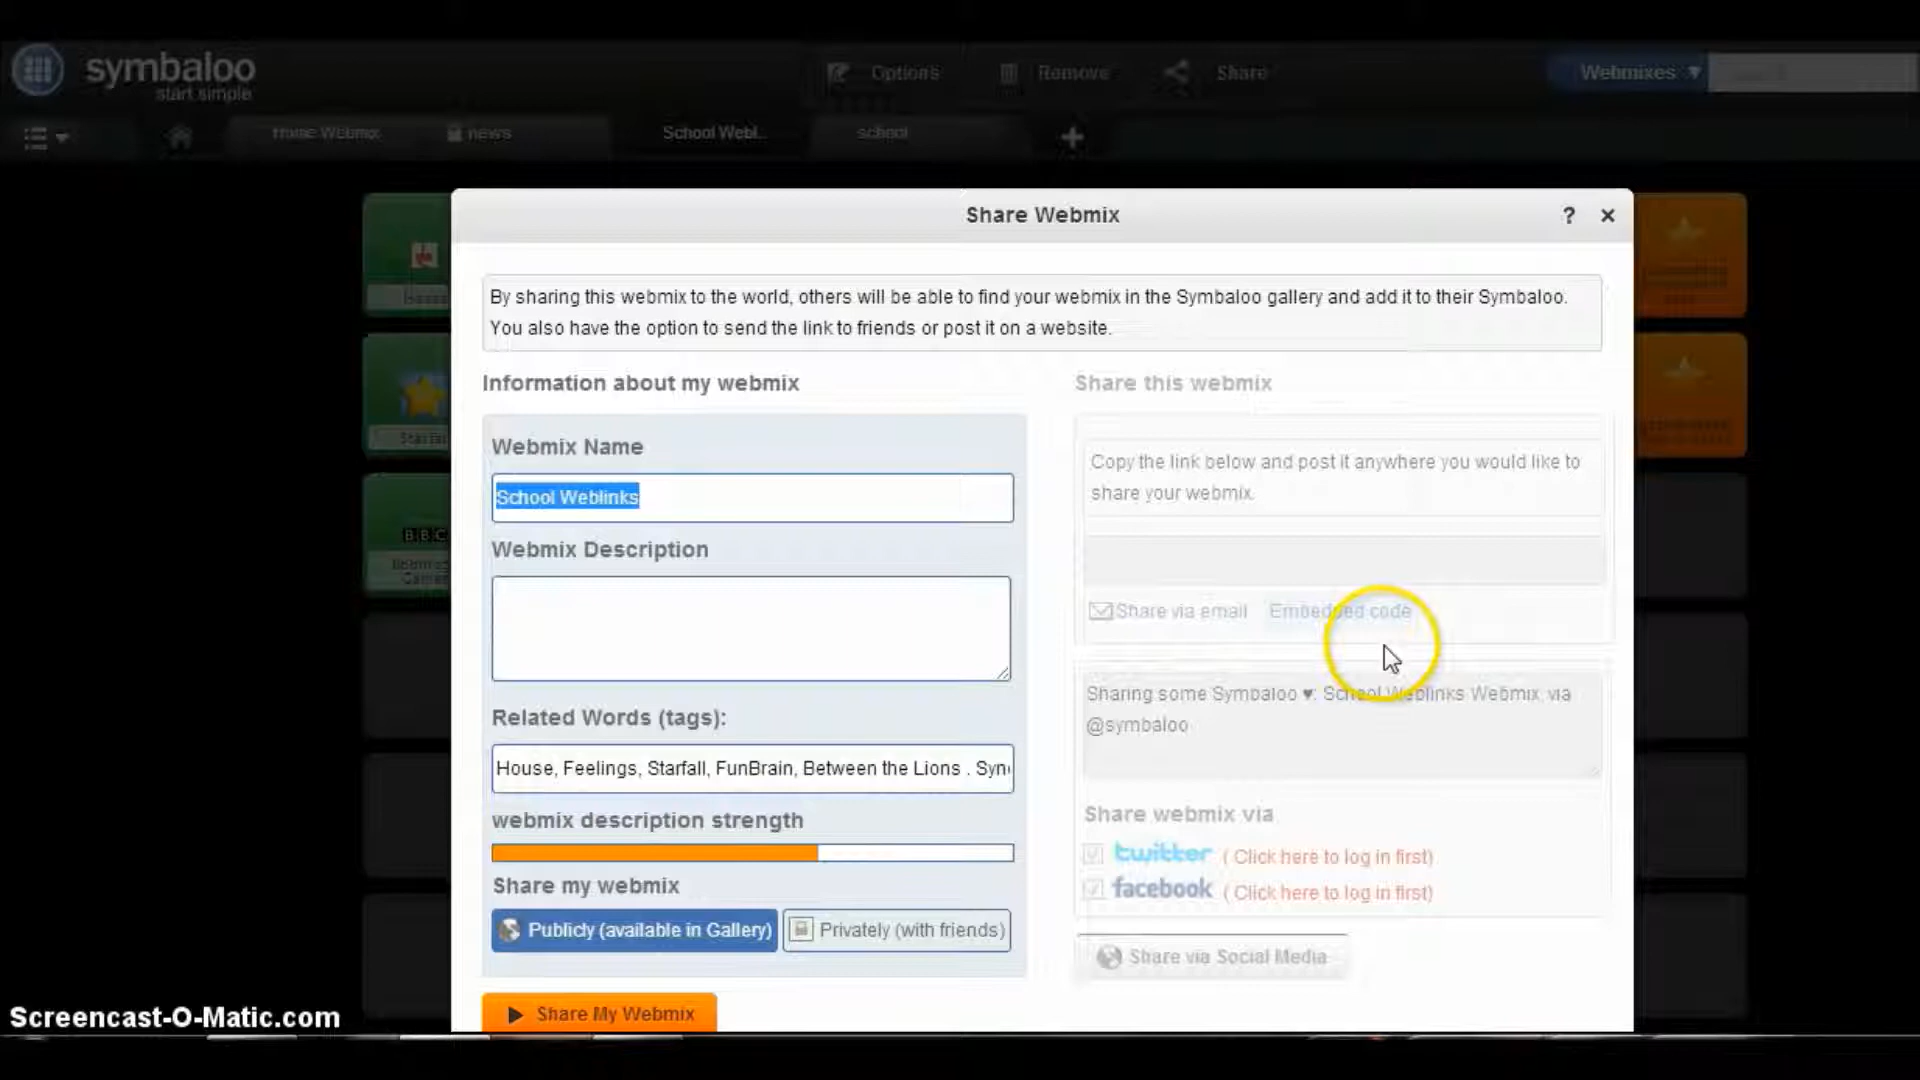 symbaloo
start simple
Options
Remove
Share
Webmixes
Home Webmix
news
School Webl..
school
Share Webmix
?
By sharing this webmix to the world, others will be able to find your webmix in the Symbaloo gallery and add it to their Symbaloo.
You also have the option to send the link to friends or post it on a website.
Information about my webmix
Share this webmix
Webmix Name
School Weblinks
Copy the link below and post it anywhere you would like to
share your webmix.
Webmix Description
Share via email
Embedded code
Sharing some Symbaloo ♥: School Weblinks Webmix, via
@symbaloo
Related Words (tags):
House, Feelings, Starfall, FunBrain, Between the Lions . Syn
webmix description strength
Share webmix via
twitter ( Click here to log in first)
facebook ( Click here to log in first)
Share my webmix
Publicly (available in Gallery)
Privately (with friends)
Share via Social Media
Share My Webmix
BBC
Screencast-O-Matic.com